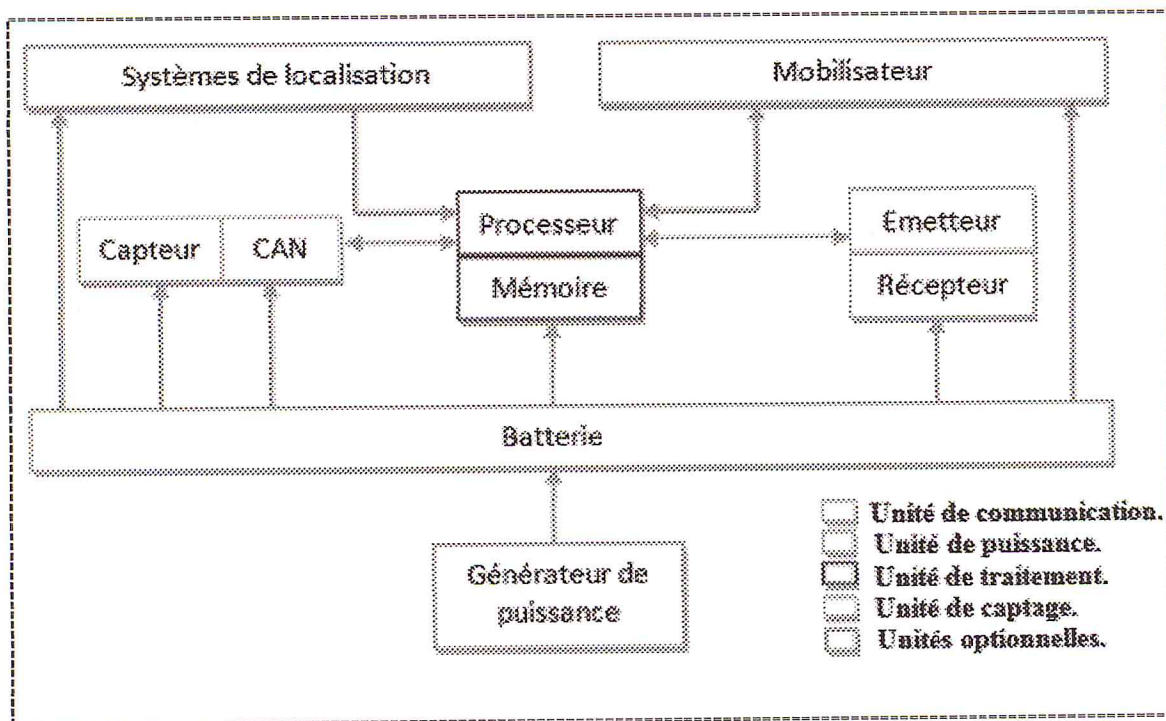 Systèmes de localisation
Mobilisateur
Capteur
CAN
Processeur
Mémoire
Emetteur
Récepteur
Batterie
Générateur de
puissance
Unité de communication.
Unité de puissance.
Unité de traitement.
Unité de captage.
Unités optionnelles.